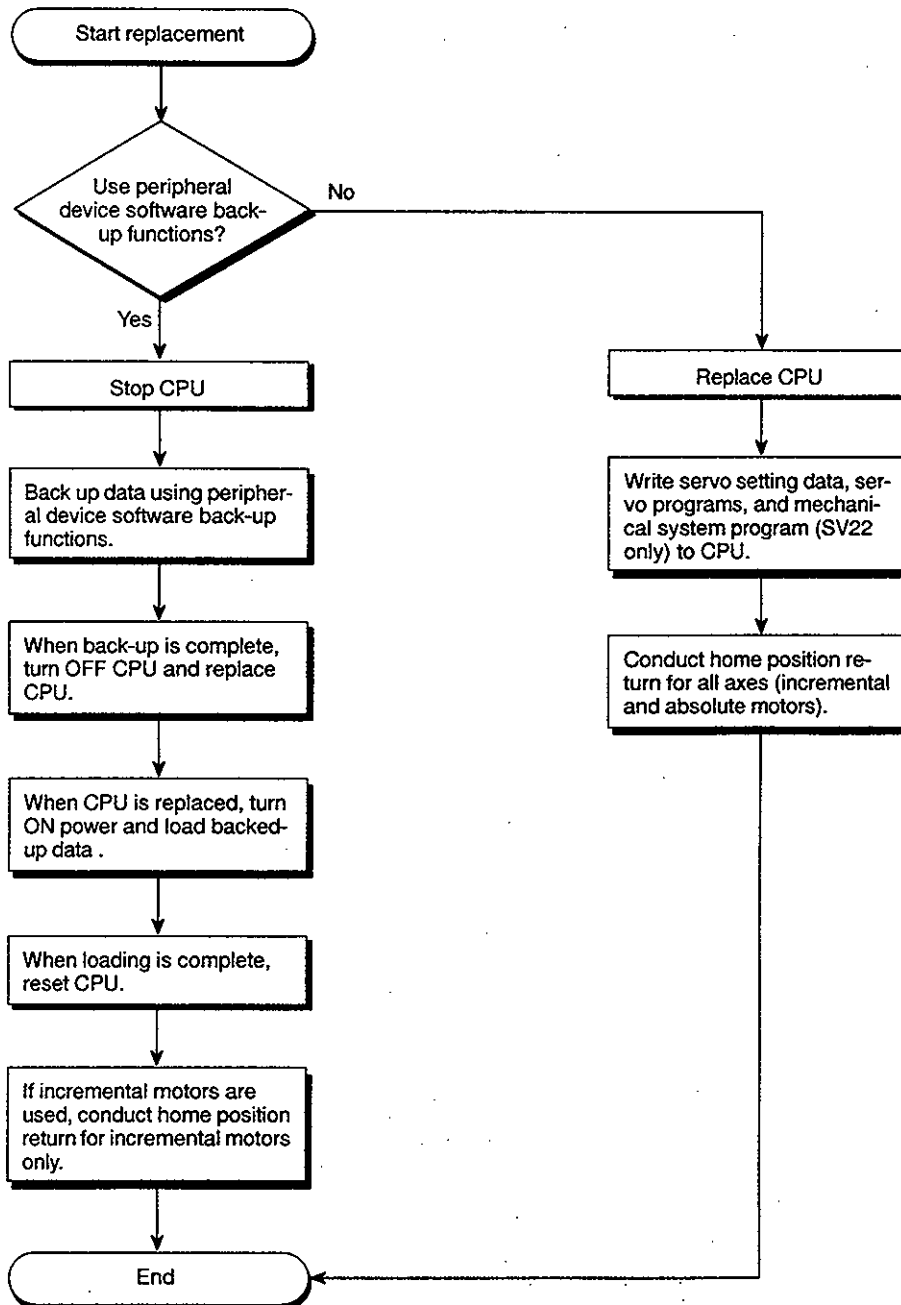 Start replacement
Use peripheral
device software back-
up functions?
No
Yes
Stop CPU
Back up data using peripher-
al device software back-up
functions.
When back-up is complete,
turn OFF CPU and replace
CPU.
When CPU is replaced, turn
ON power and load backed-
up data .
When loading is complete,
reset CPU.
If incremental motors are
used, conduct home position
return for incremental motors
only.
End
Replace CPU
Write servo setting data, ser-
vo programs, and mechani-
cal system program (SV22
only) to CPU.
Conduct home position re-
turn for all axes (incremental
and absolute motors).